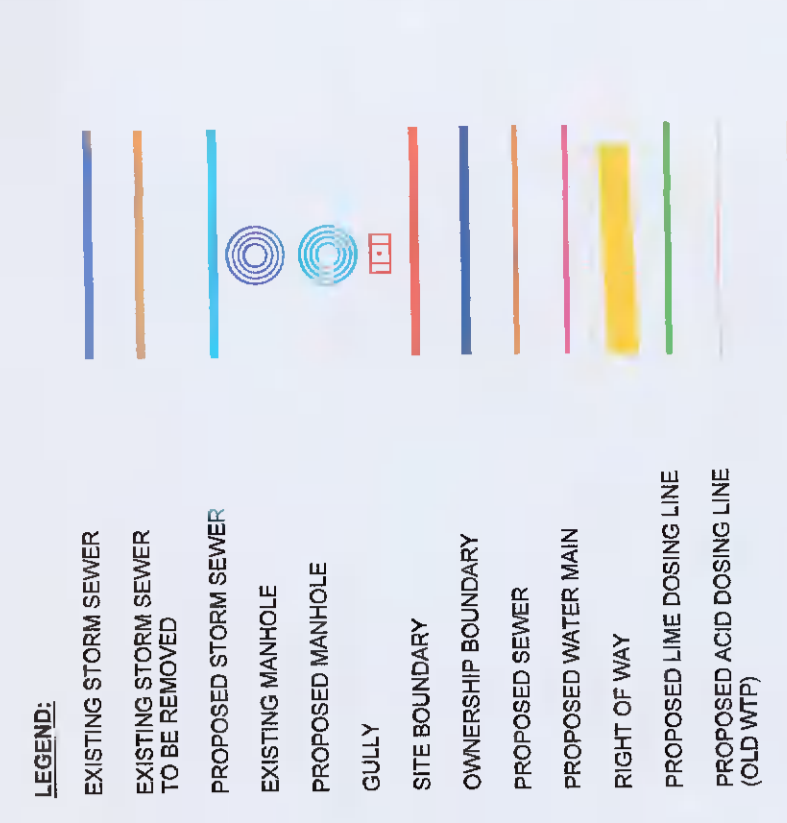 LEGEND:
EXISTING STORM SEWER
EXISTING STORM SEWER
TO BE REMOVED
PROPOSED STORM SEWER
EXISTING MANHOLE
PROPOSED MANHOLE
GULLY
SITE BOUNDARY
OWNERSHIP BOUNDARY
PROPOSED SEWER
PROPOSED WATER MAIN
RIGHT OF WAY
PROPOSED LIME DOSING LINE
PROPOSED ACID DOSING LINE
(OLD WTP)